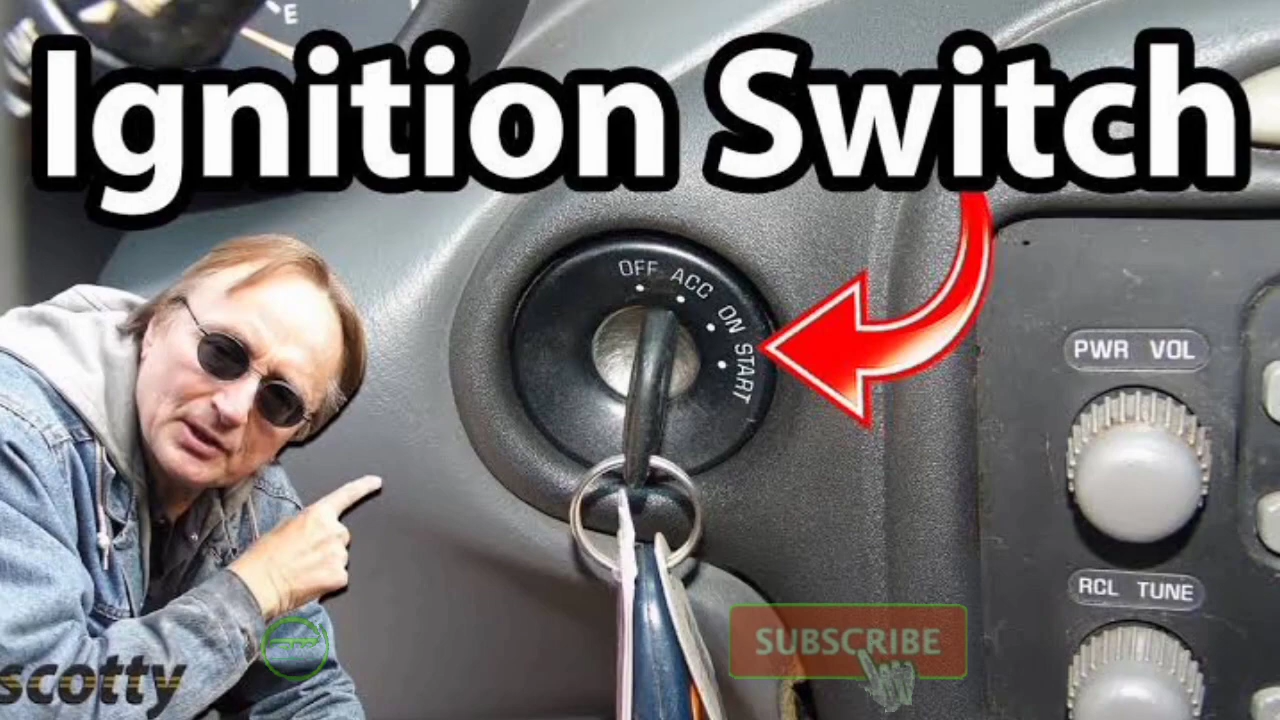 E
Ignition Switch
OFF ACC ON START
PWR VOL
RCL TUNE
SUBSCRIBE
scotty